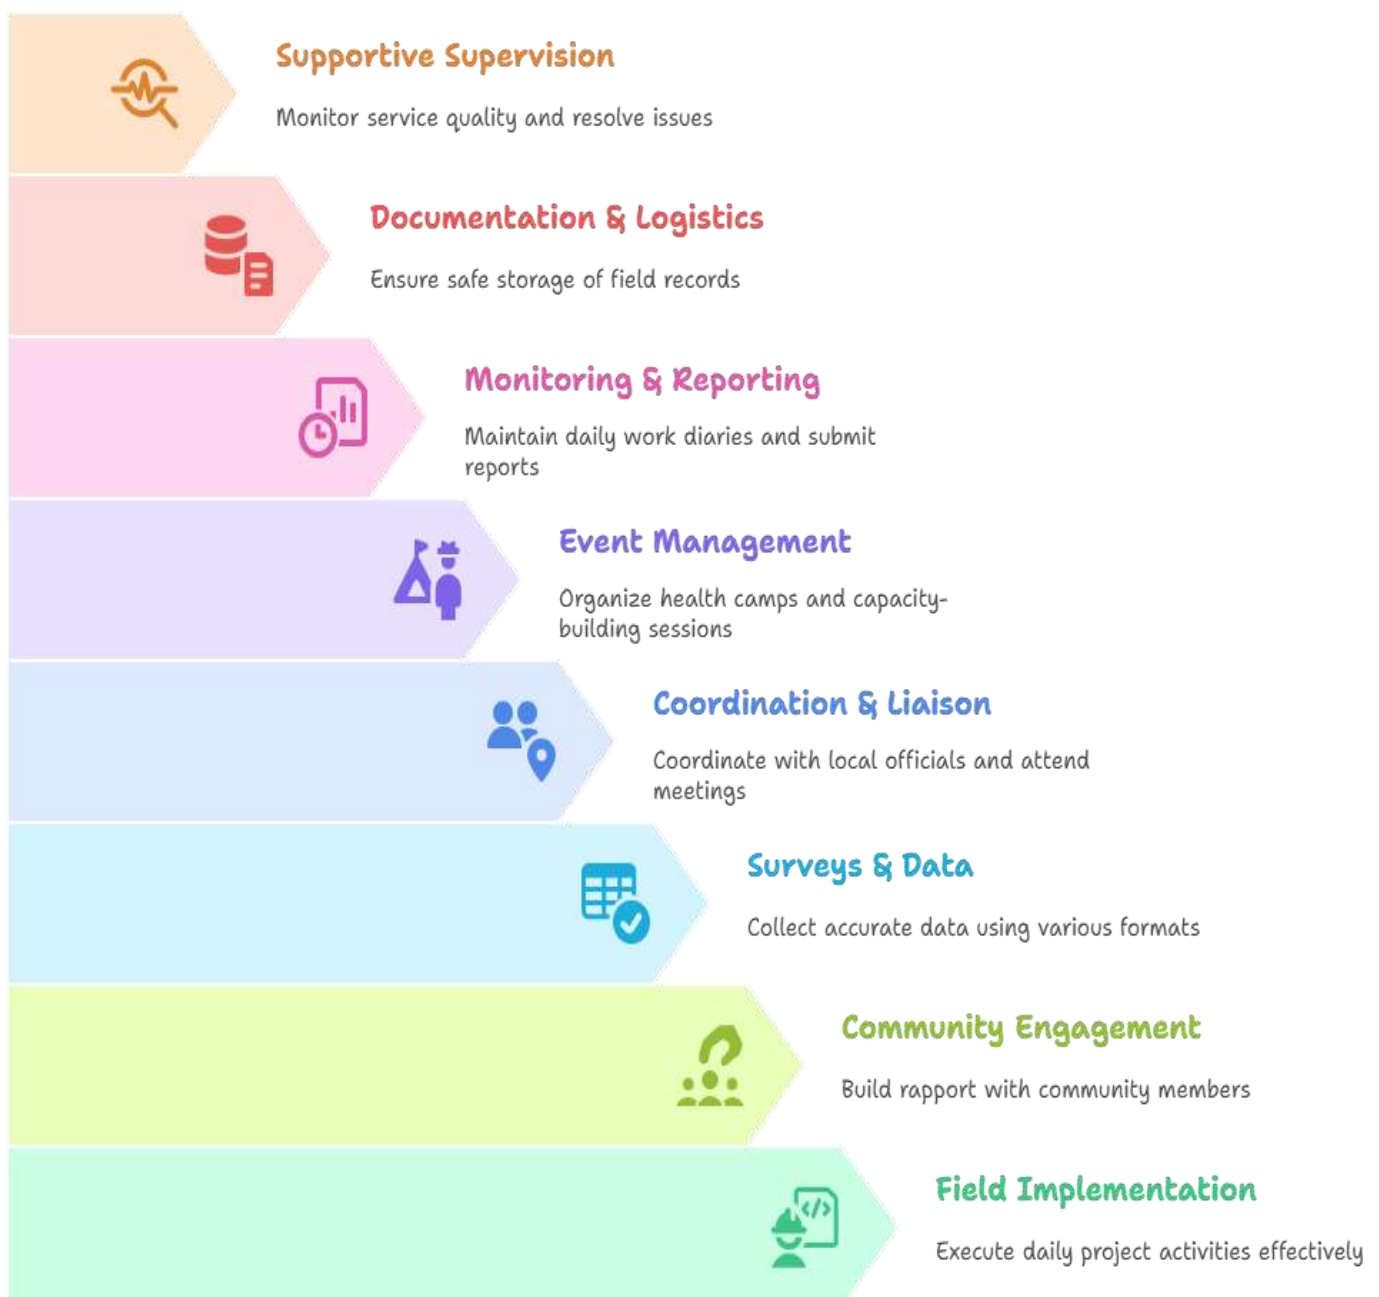 Supportive Supervision
Monitor service quality and resolve issues
Documentation & Logistics
Ensure safe storage of field records
Monitoring & Reporting
Maintain daily work diaries and submit
reports
Event Management
Organize health camps and capacity-
building sessions
Coordination & Liaison
Coordinate with local officials and attend
meetings
Surveys & Data
Collect accurate data using various formats
Community Engagement
Build rapport with community members
</>
Field Implementation
Execute daily project activities effectively